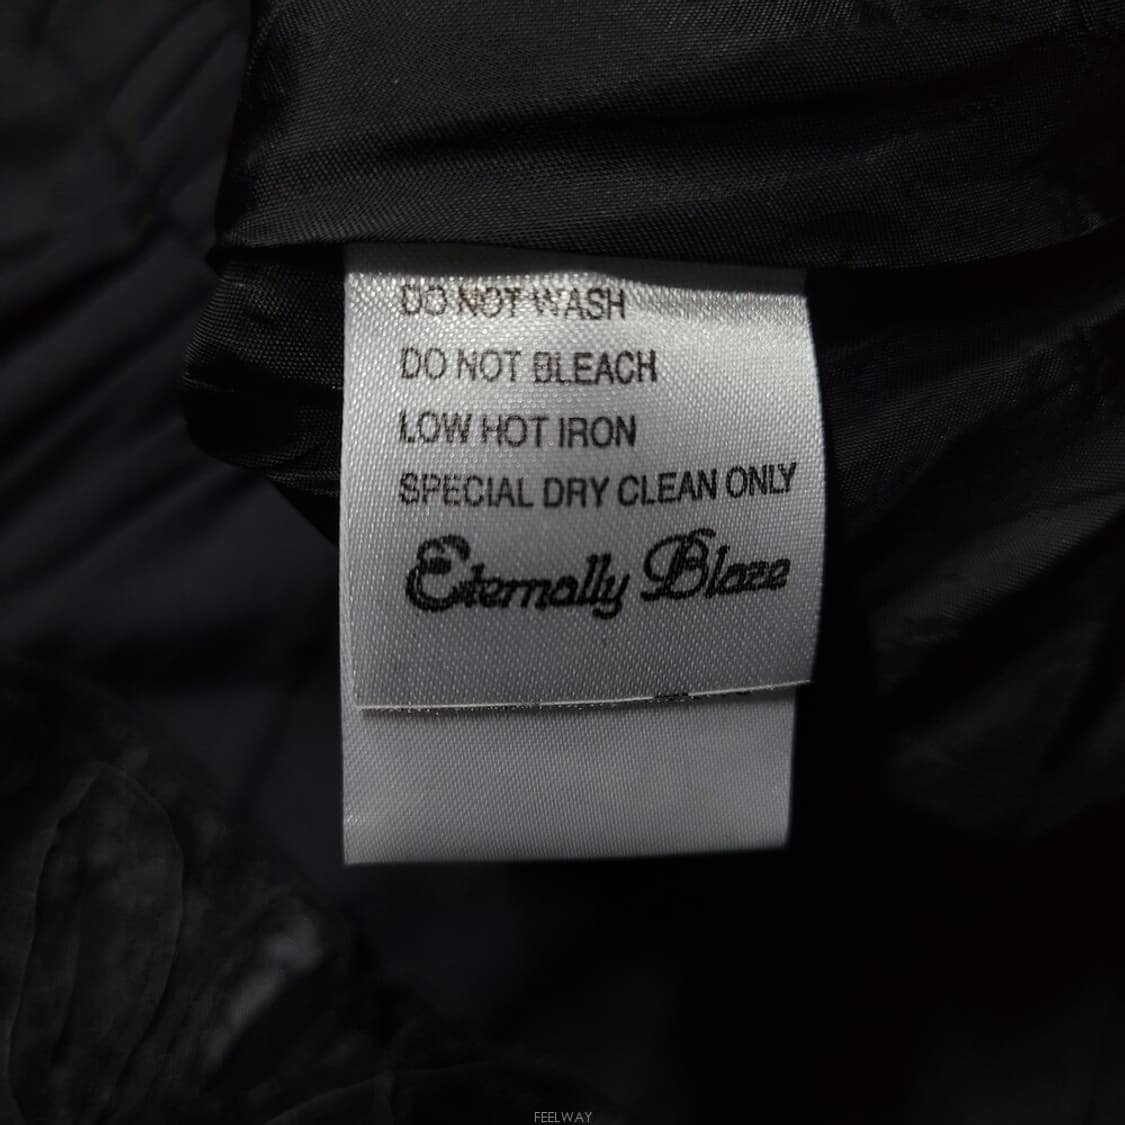 DO NOT WASH
DO NOT BLEACH
LOW HOT IRON
SPECIAL DRY CLEAN ONLY
Eternally Blaze
FEELWAY